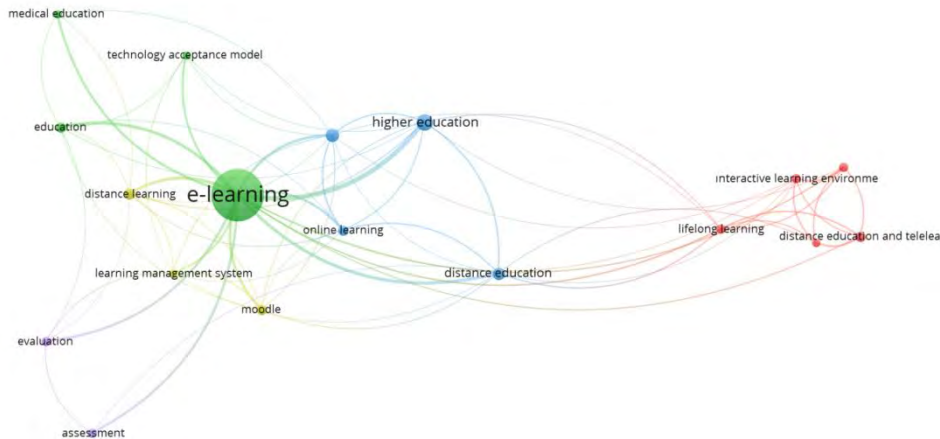 medical education
technology acceptance model
higher education
education
interactive learning environme
distance learning
e-learning
online learning
lifelong learning
distance education and telelea
learning management system
distance education
moodle
evaluation
assessment